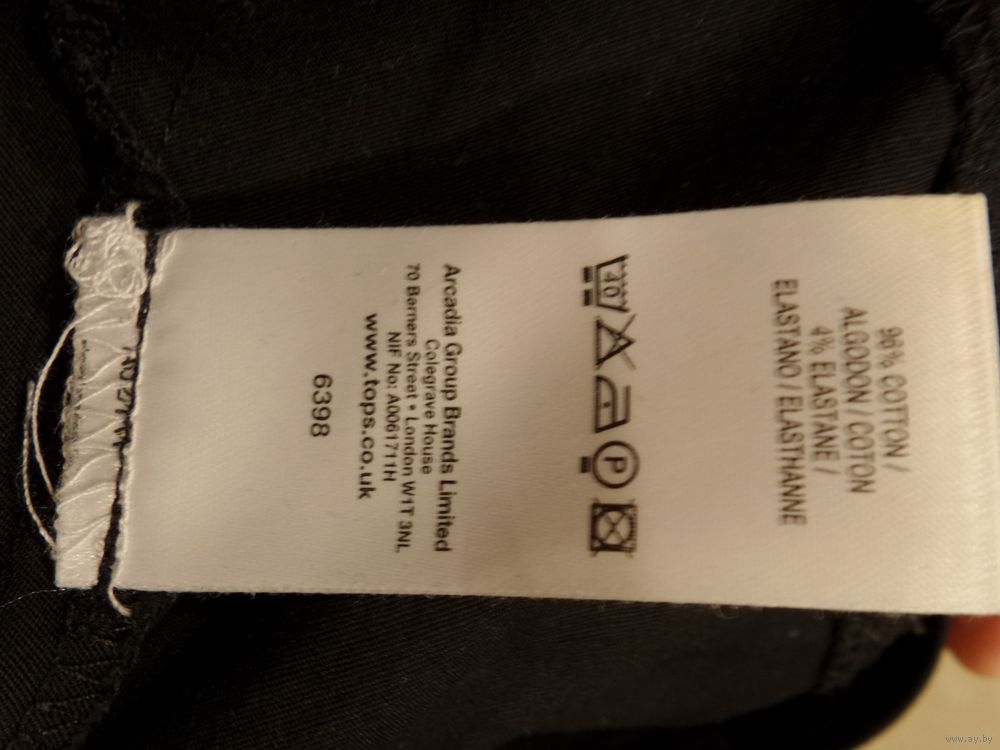 96% COTTON /
ALGODON / COTON
4% ELASTANE /
ELASTANO / ELASTHANNE
40
P
Arcadia Group Brands Limited
Colegrave House
70 Berners Street • London W1T 3NL
NIF No: A0061711H
www.tops.co.uk
6398
www.ay.by